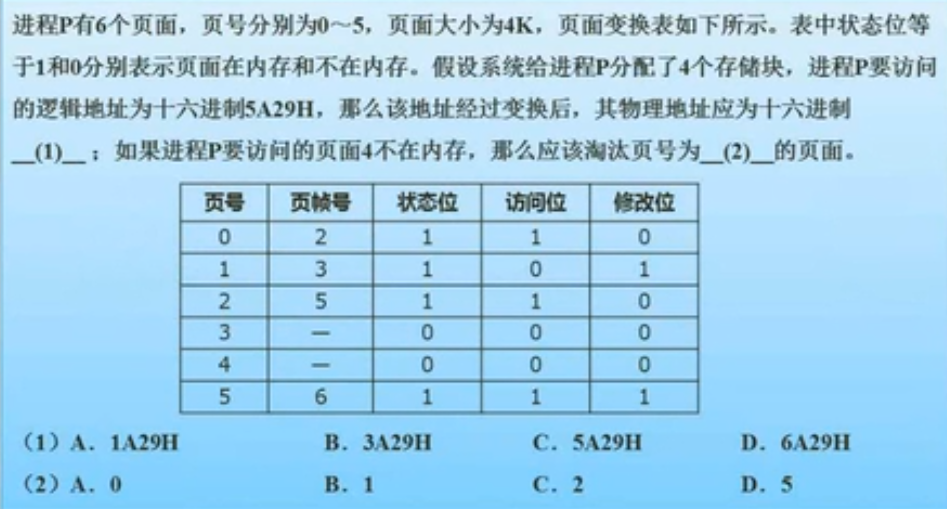 进程P有6个页面，页号分别为0～5，页面大小为4K，页面变换表如下所示。表中状态位等
于1和0分别表示页面在内存和不在内存。假设系统给进程P分配了4个存储块，进程P要访问
的逻辑地址为十六进制5A29H，那么该地址经过变换后，其物理地址应为十六进制
__(1)__；如果进程P要访问的页面4不在内存，那么应该淘汰页号为__(2)__的页面。
页号 页帧号 状态位 访问位 修改位
0 2 1 1 0
1 3 1 0 1
2 5 1 1 0
3 — 0 0 0
4 — 0 0 0
5 6 1 1 1
（1）A．1A29H B．3A29H C．5A29H D．6A29H
（2）A．0 B．1 C．2 D．5